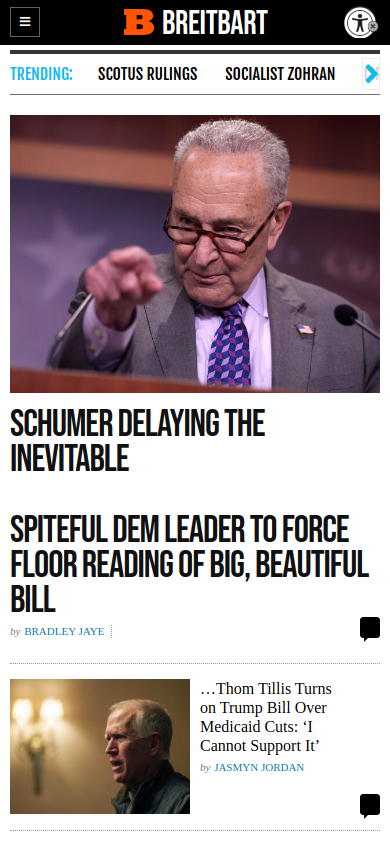 BREITBART
TRENDING:
SCOTUS RULINGS
SOCIALIST ZOHRAN
SCHUMER DELAYING THE
INEVITABLE
SPITEFUL DEM LEADER TO FORCE
FLOOR READING OF BIG, BEAUTIFUL
BILL
by BRADLEY JAYE
…Thom Tillis Turns
on Trump Bill Over
Medicaid Cuts: ‘I
Cannot Support It’
by JASMYN JORDAN